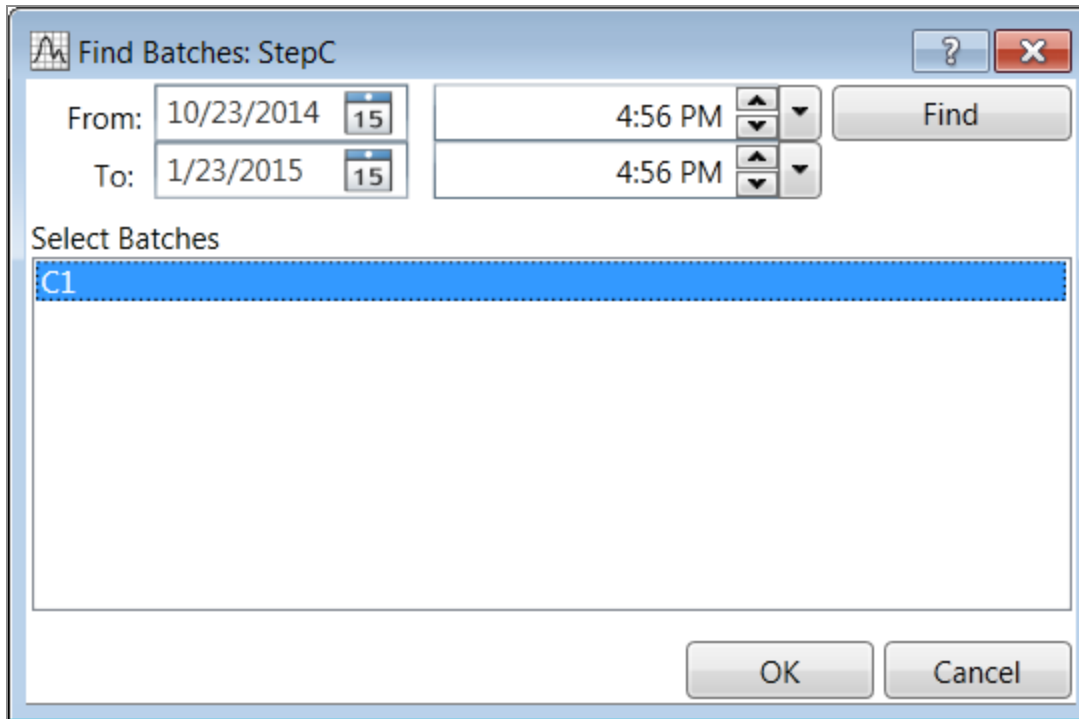 Find Batches: StepC
?
From: 10/23/2014 15 4:56 PM Find
To: 1/23/2015 15 4:56 PM
Select Batches
C1
OK Cancel